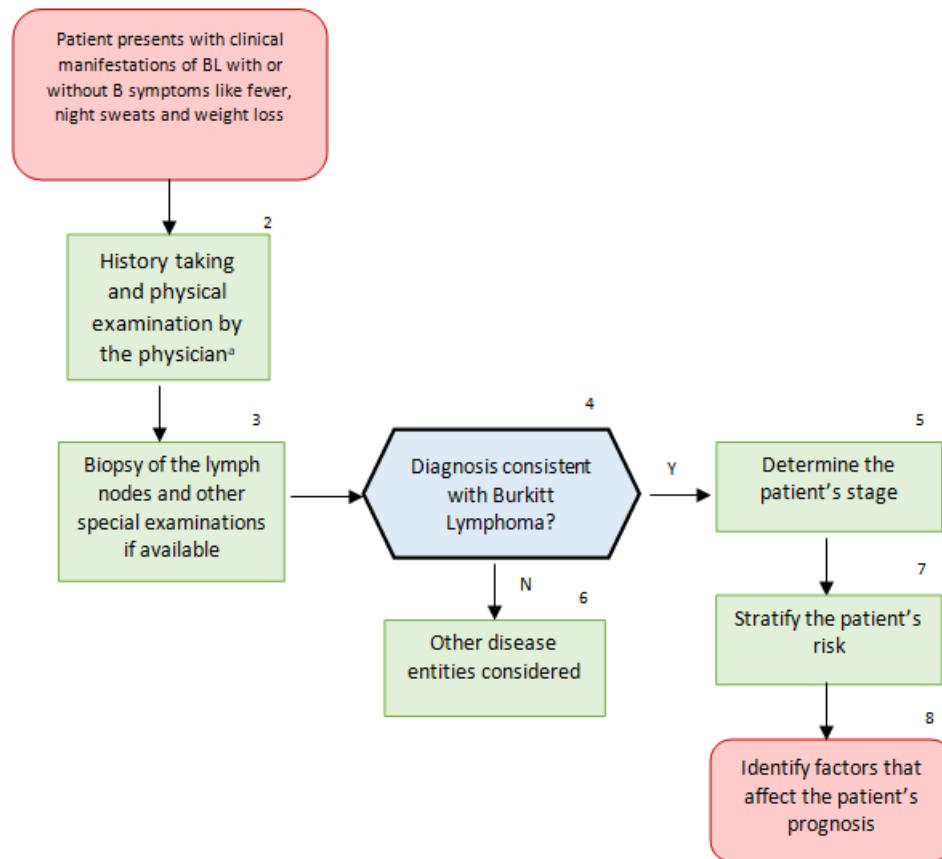 Patient presents with clinical
manifestations of BL with or
without B symptoms like fever,
night sweats and weight loss
2
History taking
and physical
examination by
the physicianᵃ
3
Biopsy of the lymph
nodes and other
special examinations
if available
4
Diagnosis consistent
with Burkitt
Lymphoma?
Y
5
Determine the
patient's stage
N
6
Other disease
entities considered
7
Stratify the patient's
risk
8
Identify factors that
affect the patient's
prognosis